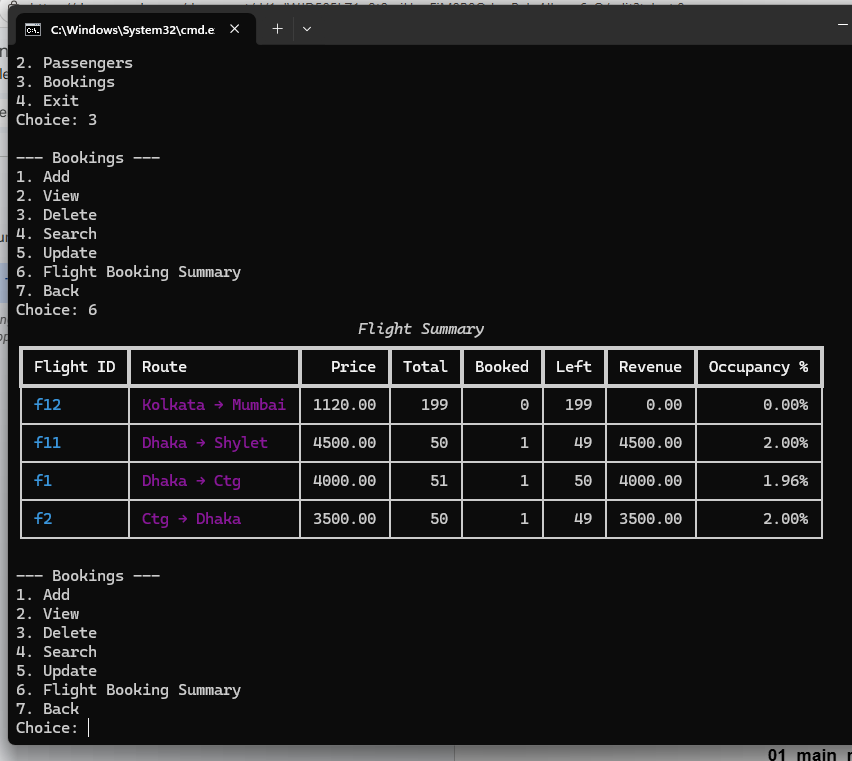 C:\Windows\System32\cmd.e
2. Passengers
3. Bookings
4. Exit
Choice: 3
--- Bookings ---
1. Add
2. View
3. Delete
4. Search
5. Update
6. Flight Booking Summary
7. Back
Choice: 6
Flight Summary
Flight ID Route Price Total Booked Left Revenue Occupancy %
f12 Kolkata → Mumbai 1120.00 199 0 199 0.00 0.00%
f11 Dhaka → Shylet 4500.00 50 1 49 4500.00 2.00%
f1 Dhaka → Ctg 4000.00 51 1 50 4000.00 1.96%
f2 Ctg → Dhaka 3500.00 50 1 49 3500.00 2.00%
--- Bookings ---
1. Add
2. View
3. Delete
4. Search
5. Update
6. Flight Booking Summary
7. Back
Choice: